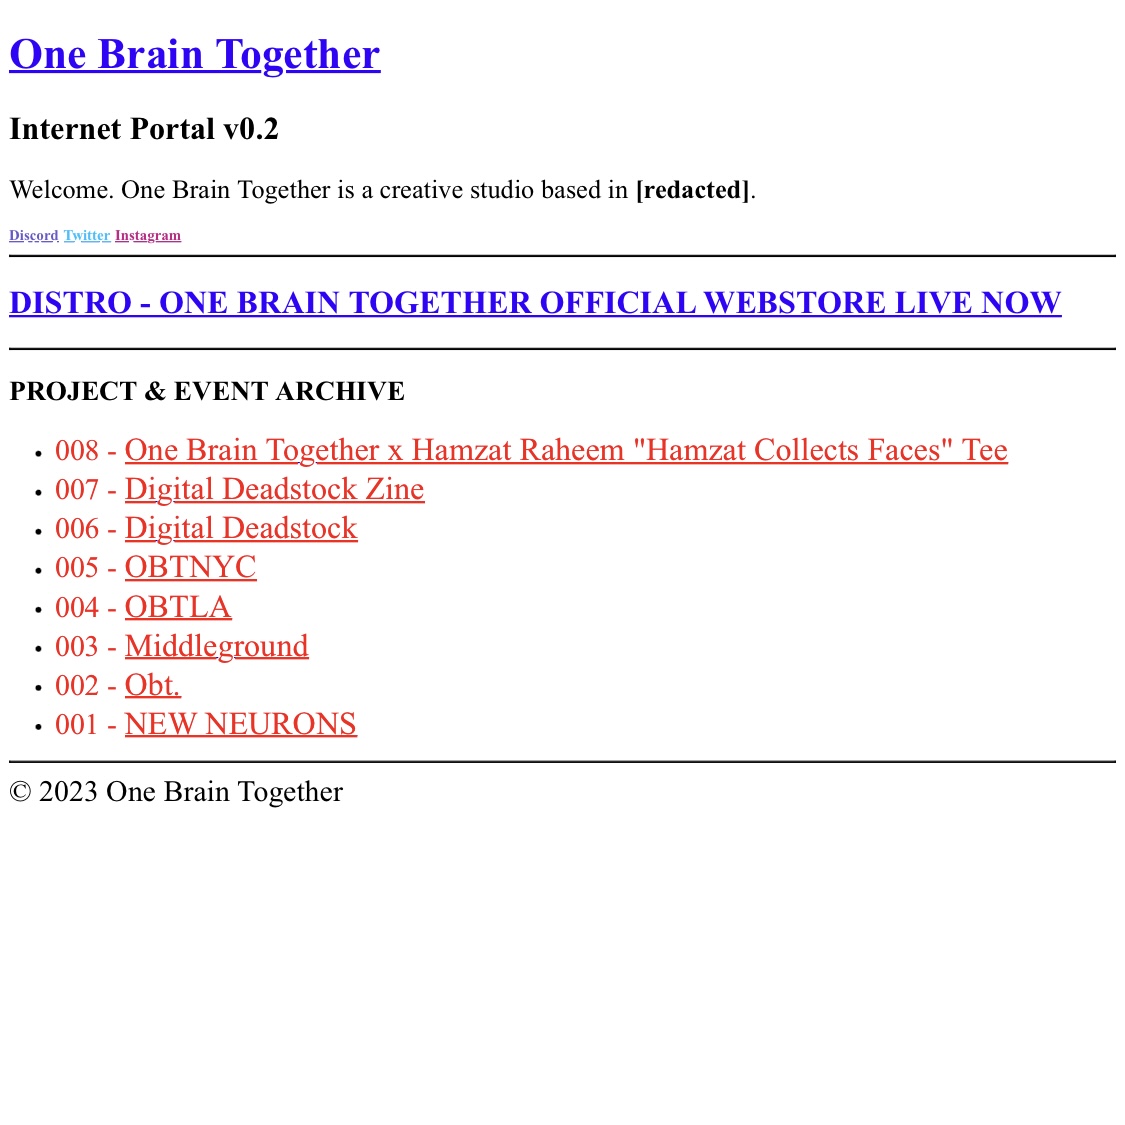 One Brain Together
Internet Portal v0.2
Welcome. One Brain Together is a creative studio based in [redacted].
Discord Twitter Instagram
DISTRO - ONE BRAIN TOGETHER OFFICIAL WEBSTORE LIVE NOW
PROJECT & EVENT ARCHIVE
• 008 - One Brain Together x Hamzat Raheem "Hamzat Collects Faces" Tee
• 007 - Digital Deadstock Zine
• 006 - Digital Deadstock
• 005 - OBTNYC
• 004 - OBTLA
• 003 - Middleground
• 002 - Obt.
• 001 - NEW NEURONS
© 2023 One Brain Together